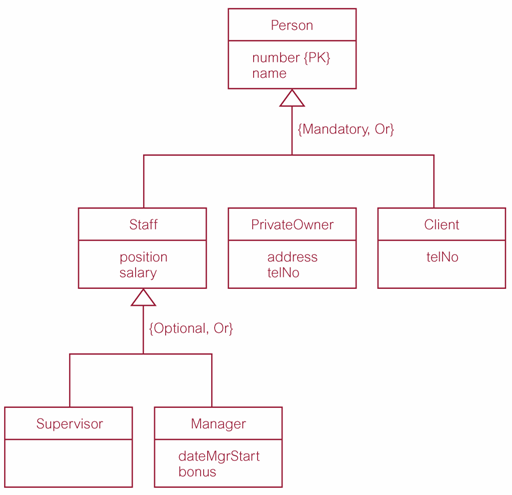 Person
number {PK}
name
{Mandatory, Or}
Staff
position
salary
PrivateOwner
address
telNo
Client
telNo
{Optional, Or}
Supervisor
Manager
dateMgrStart
bonus